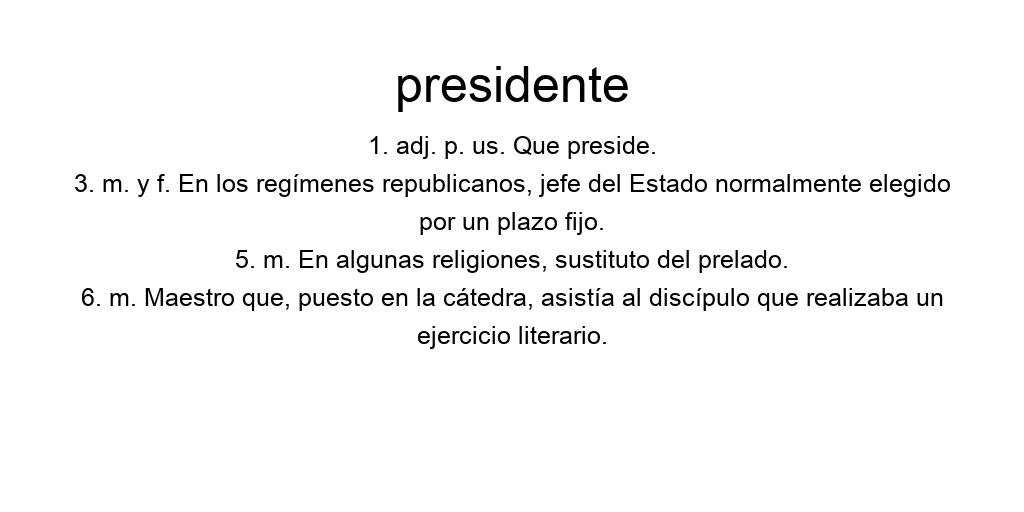 presidente
1. adj. p. us. Que preside.
3. m. y f. En los regímenes republicanos, jefe del Estado normalmente elegido
por un plazo fijo.
5. m. En algunas religiones, sustituto del prelado.
6. m. Maestro que, puesto en la cátedra, asistía al discípulo que realizaba un
ejercicio literario.